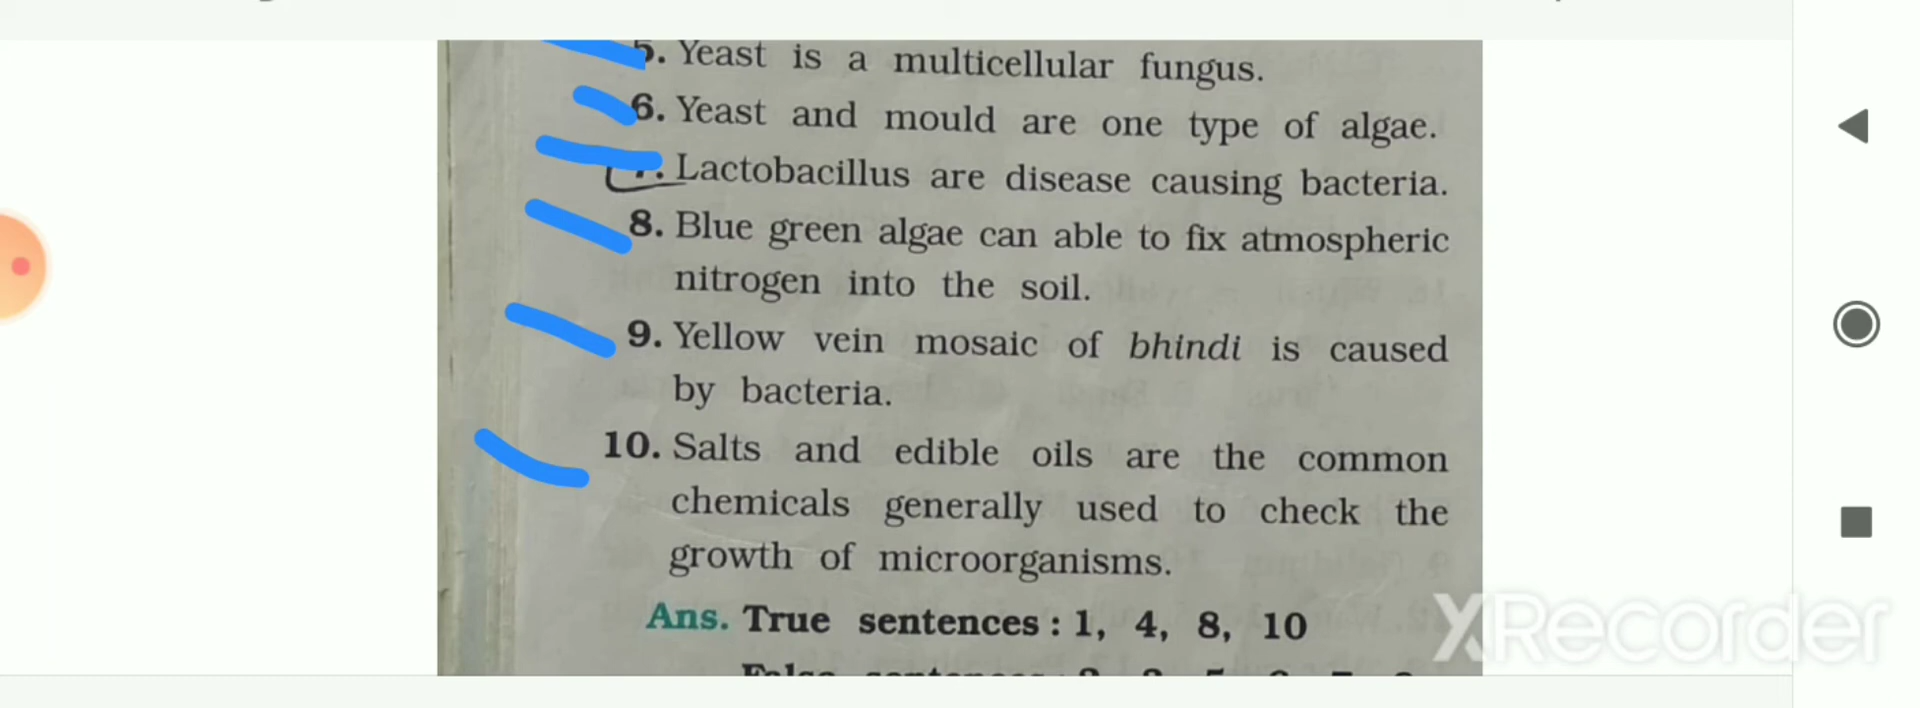 5. Yeast is a multicellular fungus.
6. Yeast and mould are one type of algae.
7. Lactobacillus are disease causing bacteria.
8. Blue green algae can able to fix atmospheric
nitrogen into the soil.
9. Yellow vein mosaic of bhindi is caused
by bacteria.
10. Salts and edible oils are the common
chemicals generally used to check the
growth of microorganisms.
Ans. True sentences : 1, 4, 8, 10
XRecorder